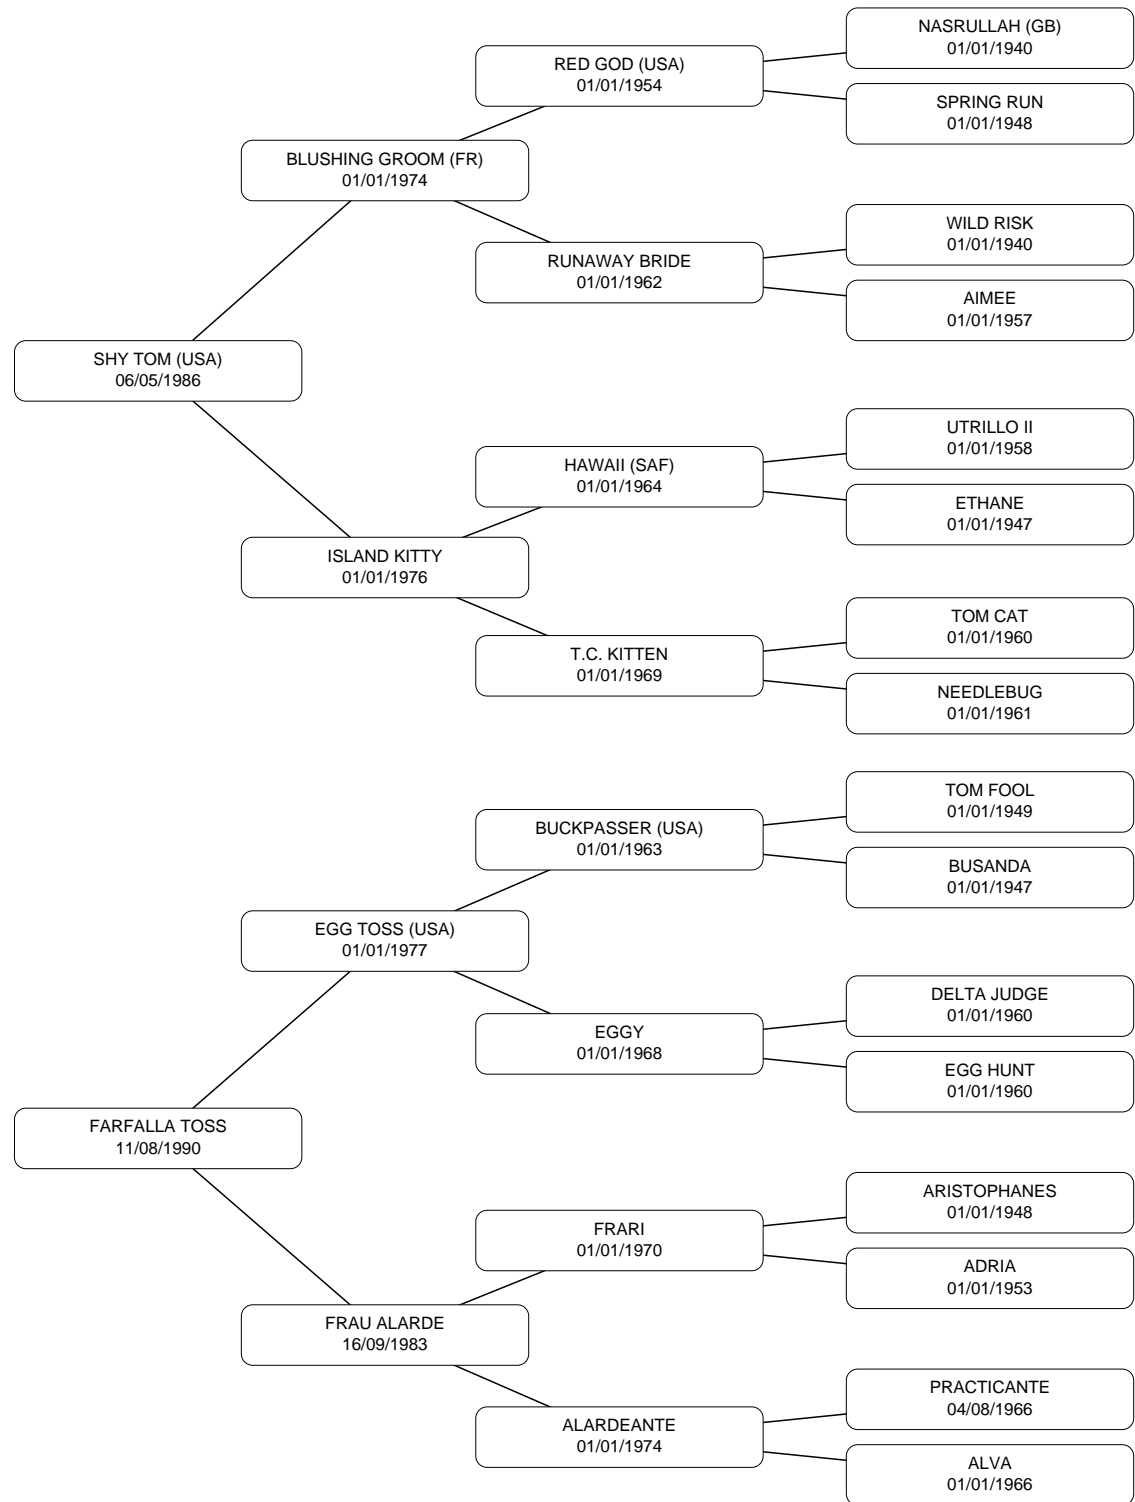 NASRULLAH (GB)
01/01/1940
RED GOD (USA)
01/01/1954
SPRING RUN
01/01/1948
BLUSHING GROOM (FR)
01/01/1974
WILD RISK
01/01/1940
RUNAWAY BRIDE
01/01/1962
AIMEE
01/01/1957
SHY TOM (USA)
06/05/1986
UTRILLO II
01/01/1958
HAWAII (SAF)
01/01/1964
ETHANE
01/01/1947
ISLAND KITTY
01/01/1976
TOM CAT
01/01/1960
T.C. KITTEN
01/01/1969
NEEDLEBUG
01/01/1961
TOM FOOL
01/01/1949
BUCKPASSER (USA)
01/01/1963
BUSANDA
01/01/1947
EGG TOSS (USA)
01/01/1977
DELTA JUDGE
01/01/1960
EGGY
01/01/1968
EGG HUNT
01/01/1960
FARFALLA TOSS
11/08/1990
ARISTOPHANES
01/01/1948
FRARI
01/01/1970
ADRIA
01/01/1953
FRAU ALARDE
16/09/1983
PRACTICANTE
04/08/1966
ALARDEANTE
01/01/1974
ALVA
01/01/1966